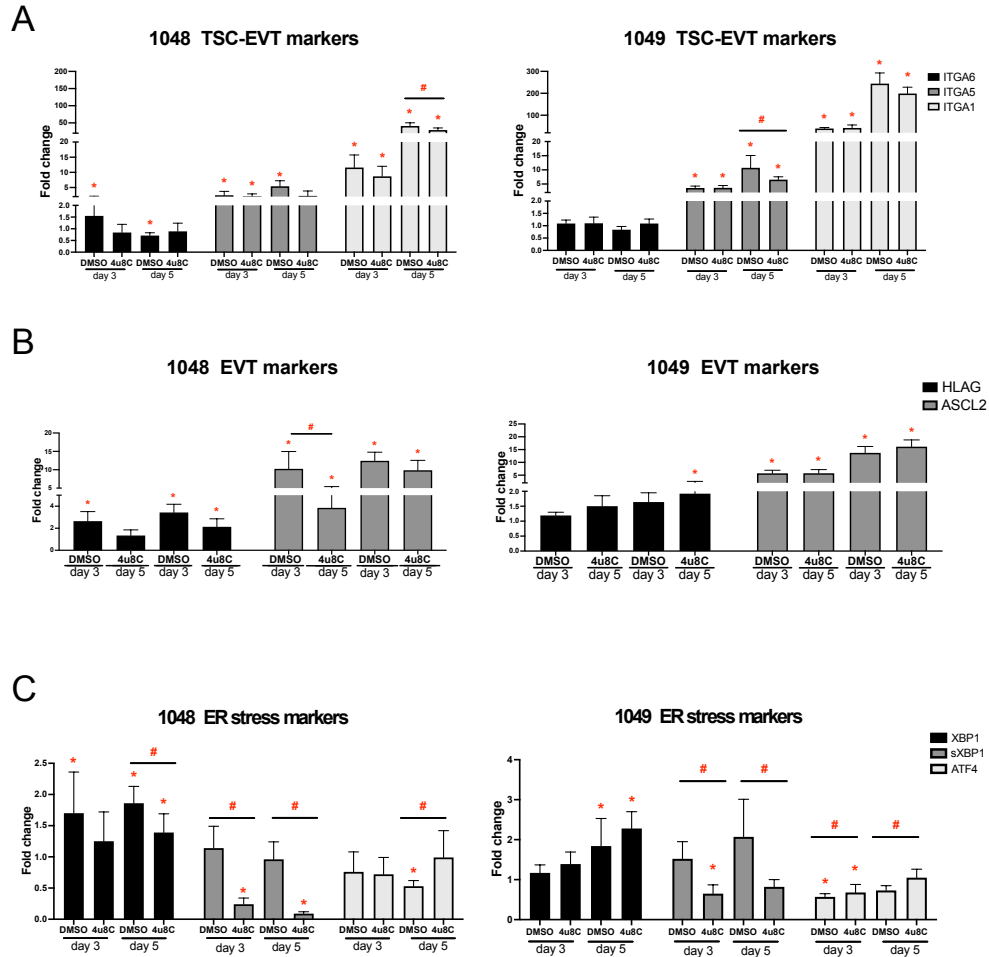 A
1048 TSC-EVT markers
1049 TSC-EVT markers
ITGA6
ITGA5
ITGA1
Fold change
200
150
100
50
20
15
10
5
2.0
1.5
1.0
0.5
0.0
* * * * * * * * * #
DMSO 4u8C DMSO 4u8C DMSO 4u8C DMSO 4u8C DMSO 4u8C DMSO 4u8C
day 3 day 5 day 3 day 5 day 3 day 5
Fold change
300
200
100
20
15
10
5
2.0
1.5
1.0
0.5
0.0
* * * * # * * * *
DMSO 4u8C DMSO 4u8C DMSO 4u8C DMSO 4u8C DMSO 4u8C DMSO 4u8C
day 3 day 5 day 3 day 5 day 3 day 5
B
1048 EVT markers
1049 EVT markers
HLAG
ASCL2
Fold change
20
15
10
5
4
2
0
* * * * # * * *
DMSO 4u8C DMSO 4u8C DMSO 4u8C DMSO 4u8C
day 3 day 5 day 3 day 5 day 3 day 5 day 3 day 5
Fold change
25
20
15
10
5
2.0
1.5
1.0
0.5
0.0
* * * * *
DMSO 4u8C DMSO 4u8C DMSO 4u8C DMSO 4u8C
day 3 day 5 day 3 day 5 day 3 day 5 day 3 day 5
C
1048 ER stress markers
1049 ER stress markers
XBP1
sXBP1
ATF4
Fold change
2.5
2.0
1.5
1.0
0.5
0.0
* * # * # * # * * #
DMSO 4u8C DMSO 4u8C DMSO 4u8C DMSO 4u8C DMSO 4u8C DMSO 4u8C
day 3 day 5 day 3 day 5 day 3 day 5
Fold change
4
3
2
1
0
* * # * # * # * #
DMSO 4u8C DMSO 4u8C DMSO 4u8C DMSO 4u8C DMSO 4u8C DMSO 4u8C
day 3 day 5 day 3 day 5 day 3 day 5